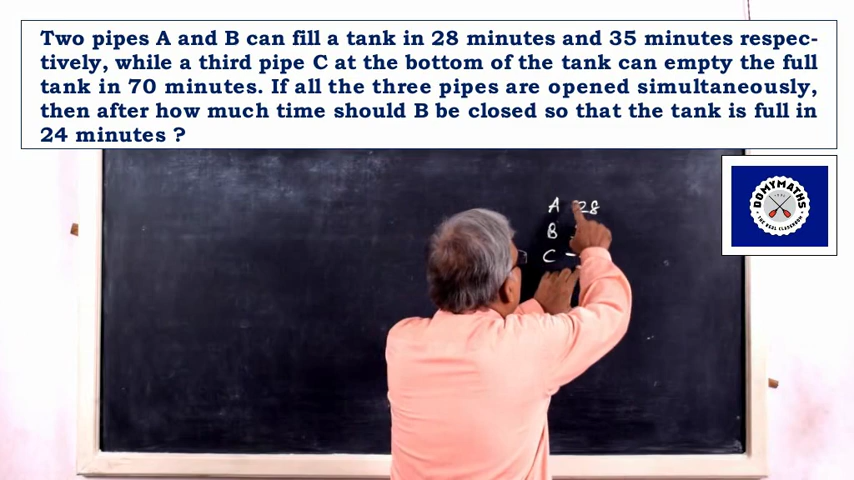 Two pipes A and B can fill a tank in 28 minutes and 35 minutes respec-
tively, while a third pipe C at the bottom of the tank can empty the full
tank in 70 minutes. If all the three pipes are opened simultaneously,
then after how much time should B be closed so that the tank is full in
24 minutes ?
A 28
B
C -
DOMYMATHS
THE REAL CLASSROOM